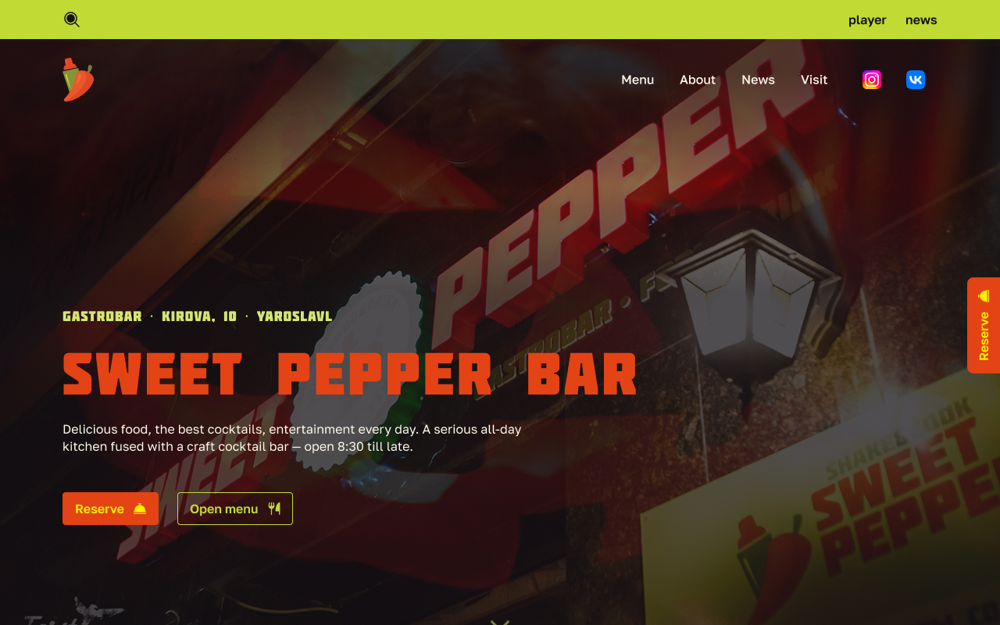 player news
Menu About News Visit
PEPPER
GASTROBAR · KIROVA, 10 · YAROSLAVL
GASTROBAR •
SWEET PEPPER BAR
Reserve
Delicious food, the best cocktails, entertainment every day. A serious all-day
kitchen fused with a craft cocktail bar — open 8:30 till late.
SWEET
Reserve Open menu
SWEET
PEPPER